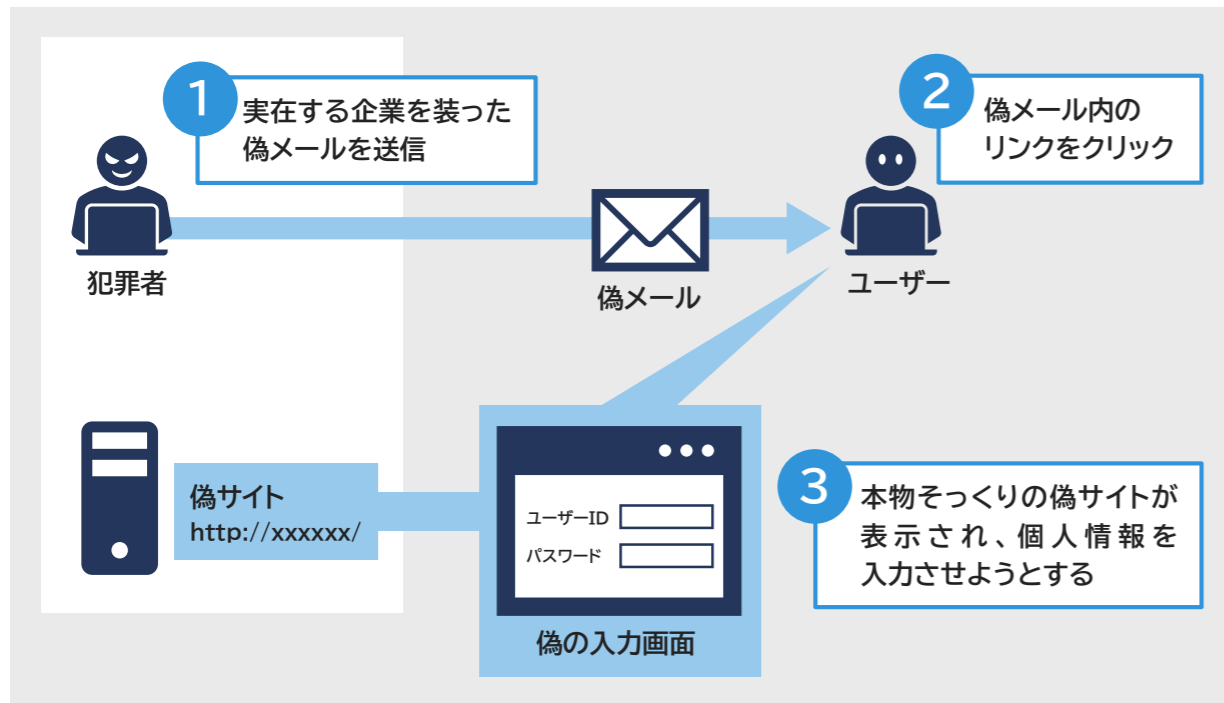 1
実在する企業を装った
偽メールを送信
2
偽メール内の
リンクをクリック
犯罪者
偽メール
ユーザー
偽サイト
http://xxxxxx/
ユーザーID
パスワード
偽の入力画面
3
本物そっくりの偽サイトが
表示され、個人情報を
入力させようとする